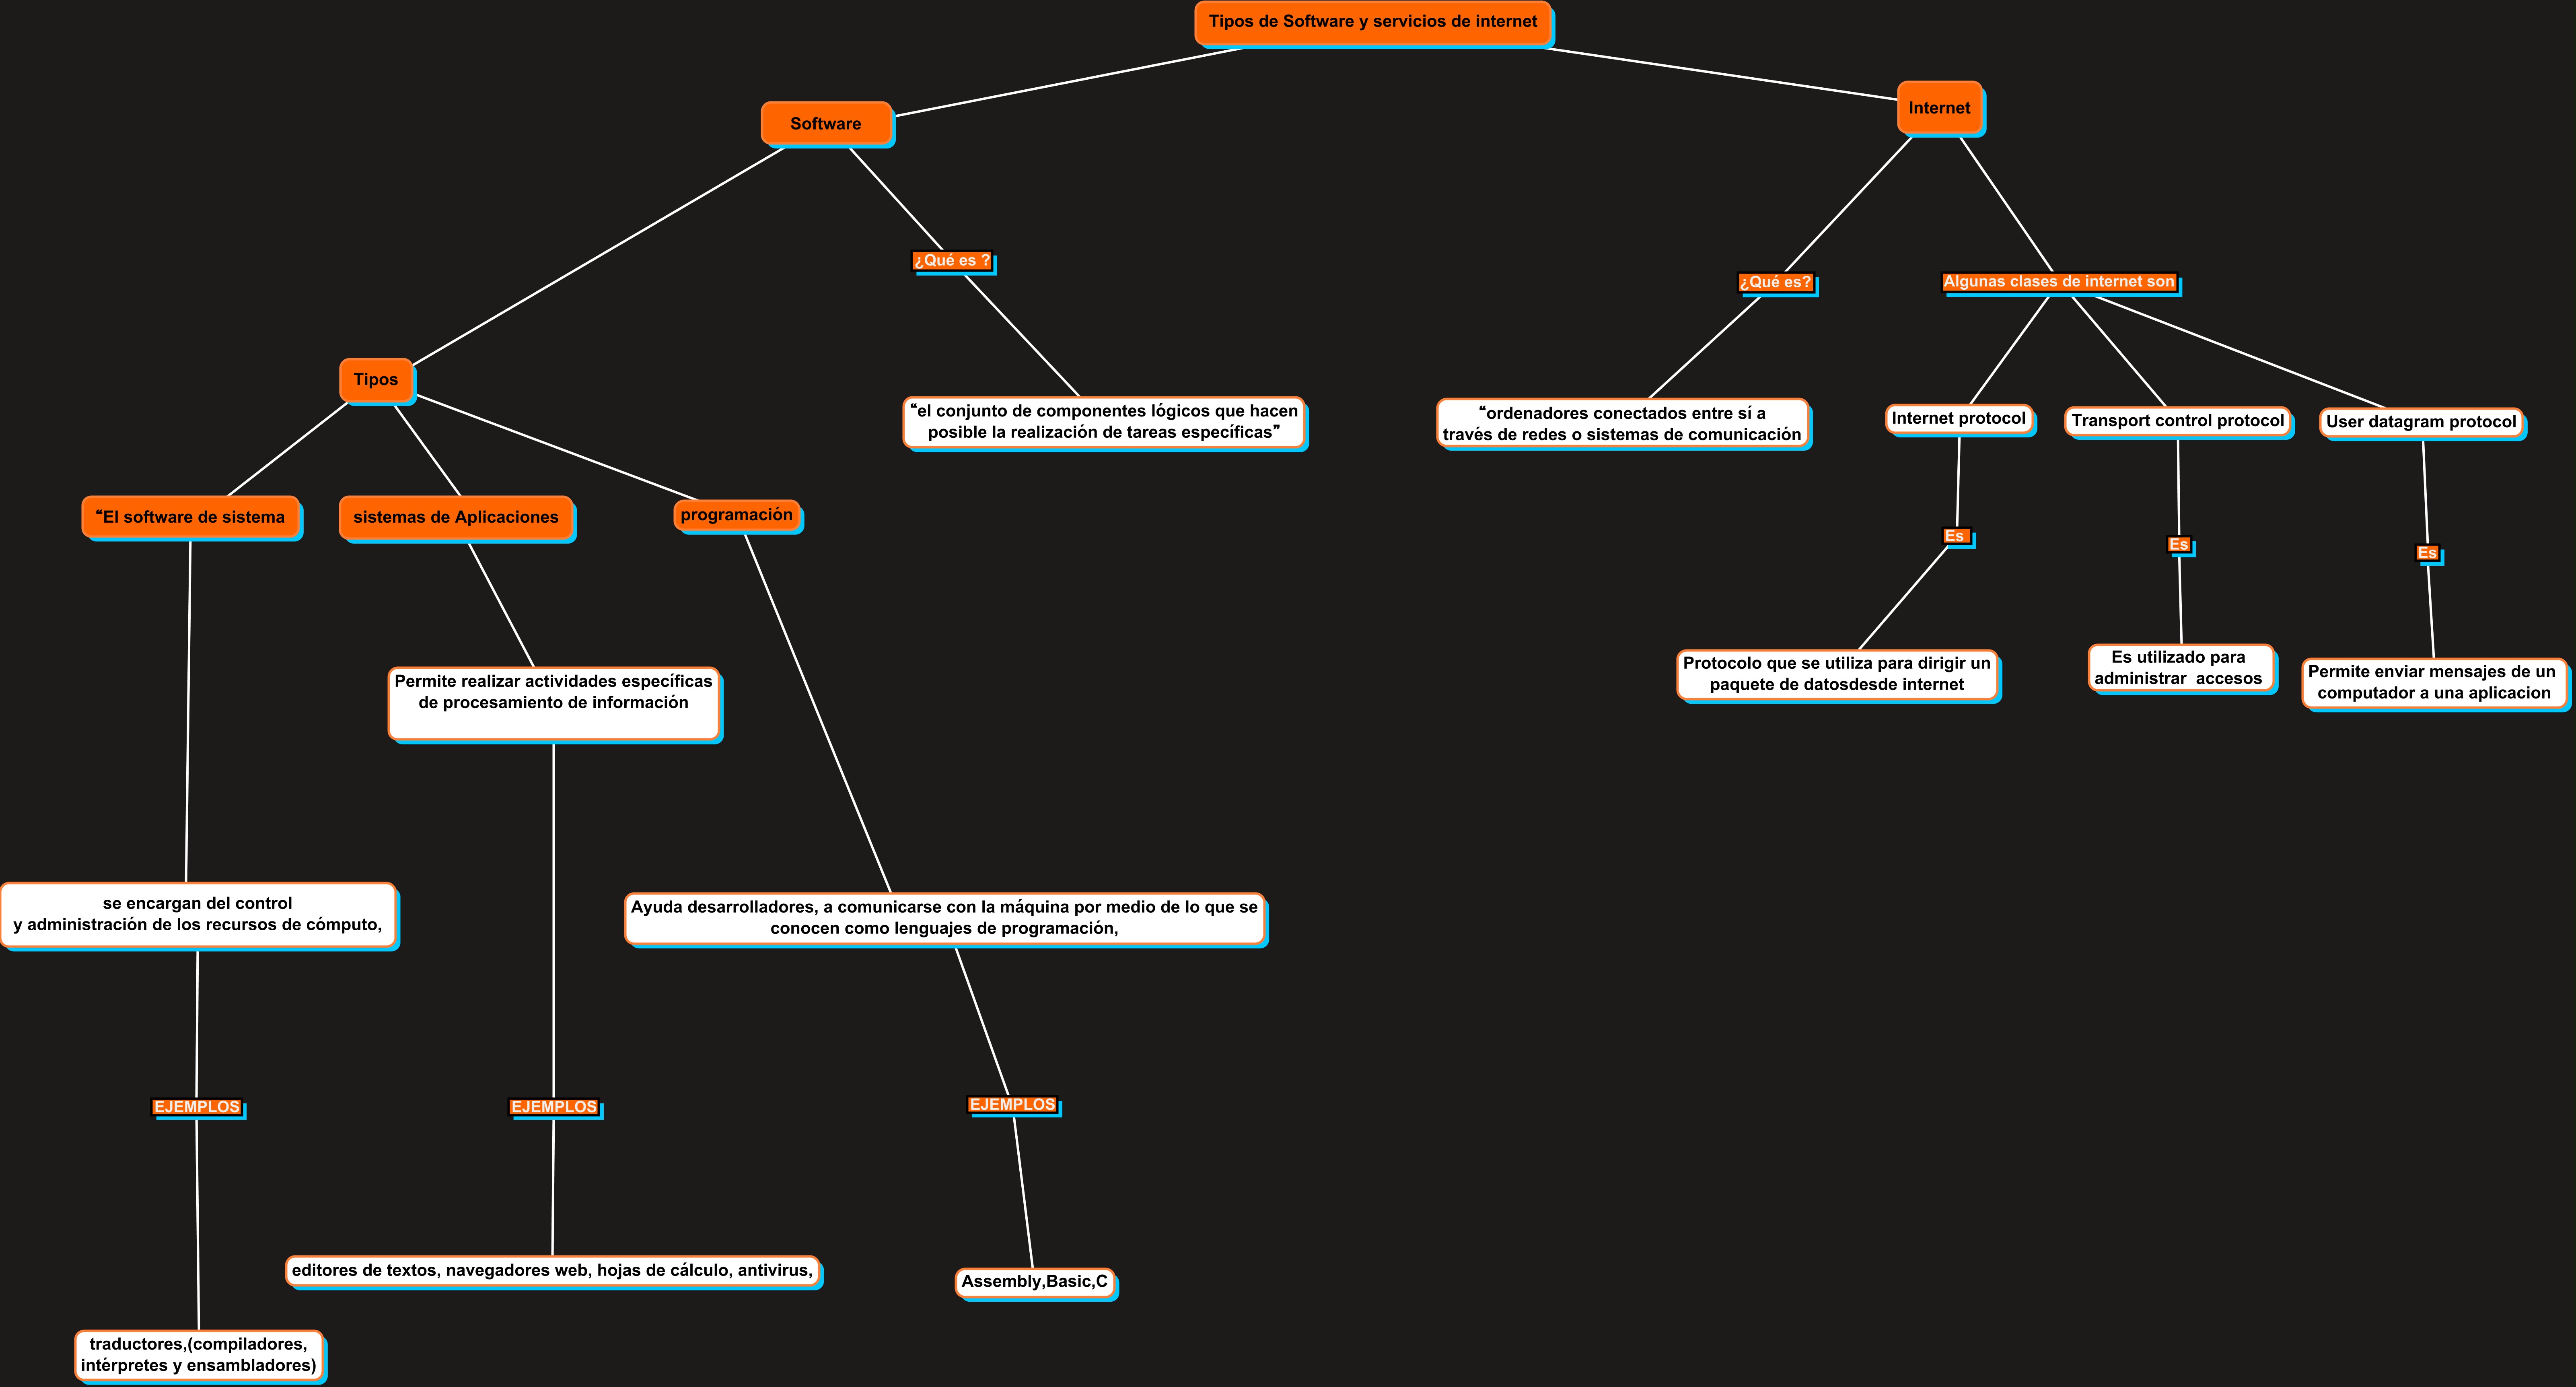 Tipos de Software y servicios de internet
Software
Internet
¿Qué es ?
¿Qué es?
Algunas clases de internet son
Tipos
“el conjunto de componentes lógicos que hacen
posible la realización de tareas específicas”
“ordenadores conectados entre sí a
través de redes o sistemas de comunicación
Internet protocol
Transport control protocol
User datagram protocol
“El software de sistema
sistemas de Aplicaciones
programación
Es
Es
Es
Permite realizar actividades específicas
de procesamiento de información
Protocolo que se utiliza para dirigir un
paquete de datosdesde internet
Es utilizado para
administrar accesos
Permite enviar mensajes de un
computador a una aplicacion
se encargan del control
y administración de los recursos de cómputo,
Ayuda desarrolladores, a comunicarse con la máquina por medio de lo que se
conocen como lenguajes de programación,
EJEMPLOS
EJEMPLOS
EJEMPLOS
editores de textos, navegadores web, hojas de cálculo, antivirus,
Assembly,Basic,C
traductores,(compiladores,
intérpretes y ensambladores)